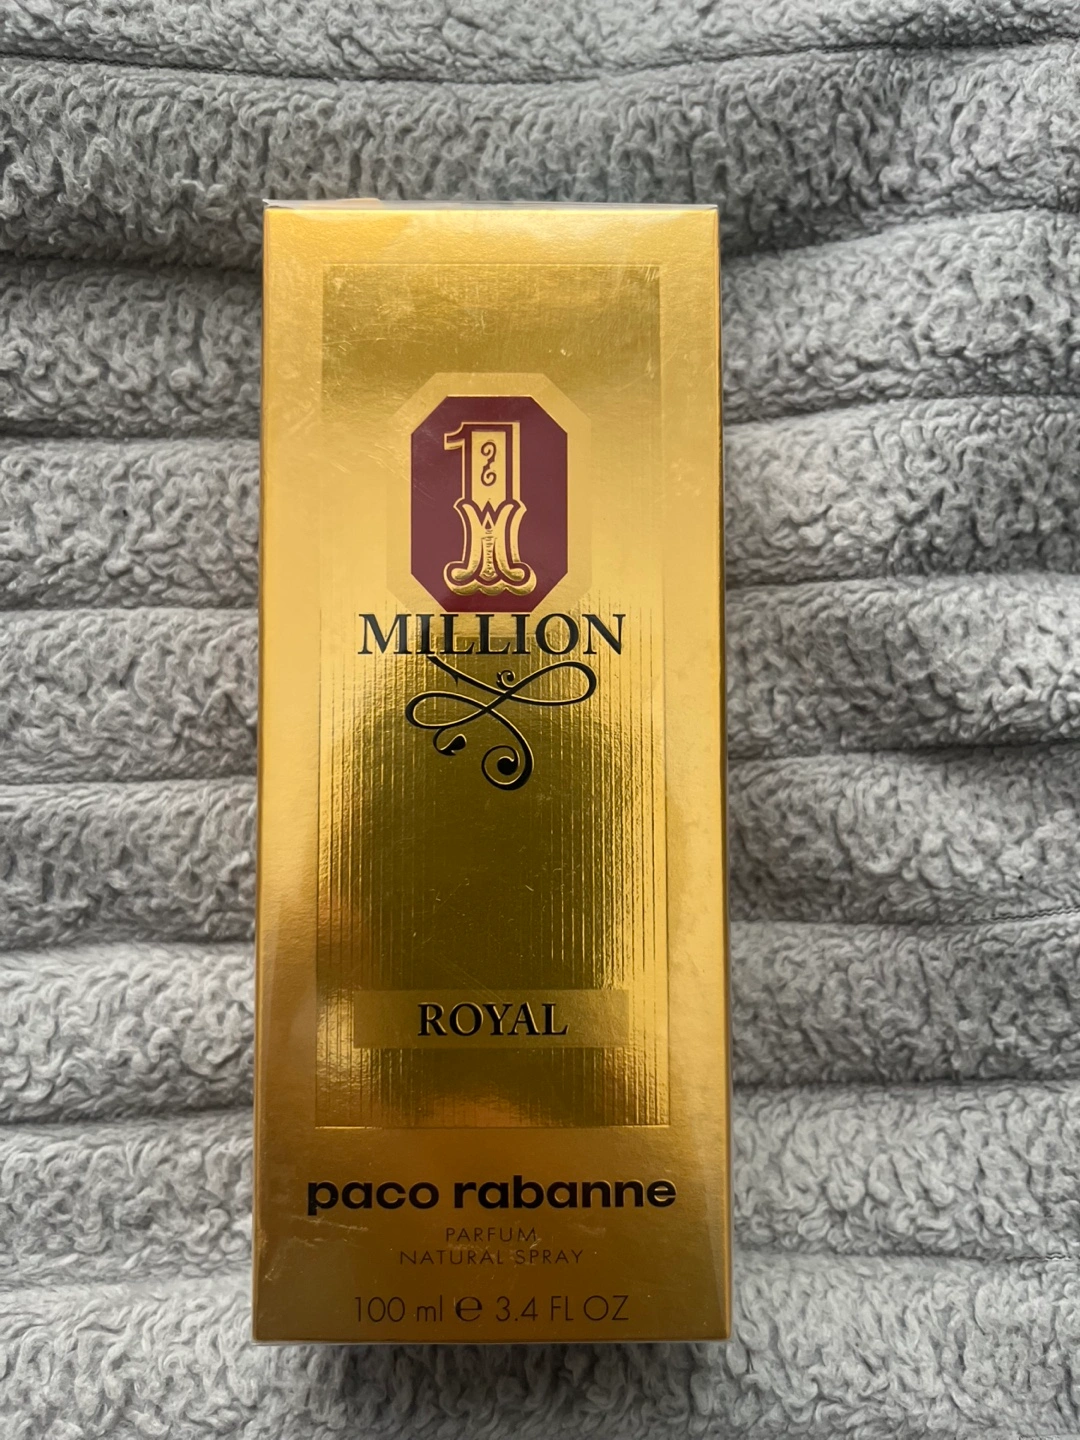 1
MILLION
ROYAL
paco rabanne
PARFUM
NATURAL SPRAY
100 ml ℮ 3.4 FL OZ